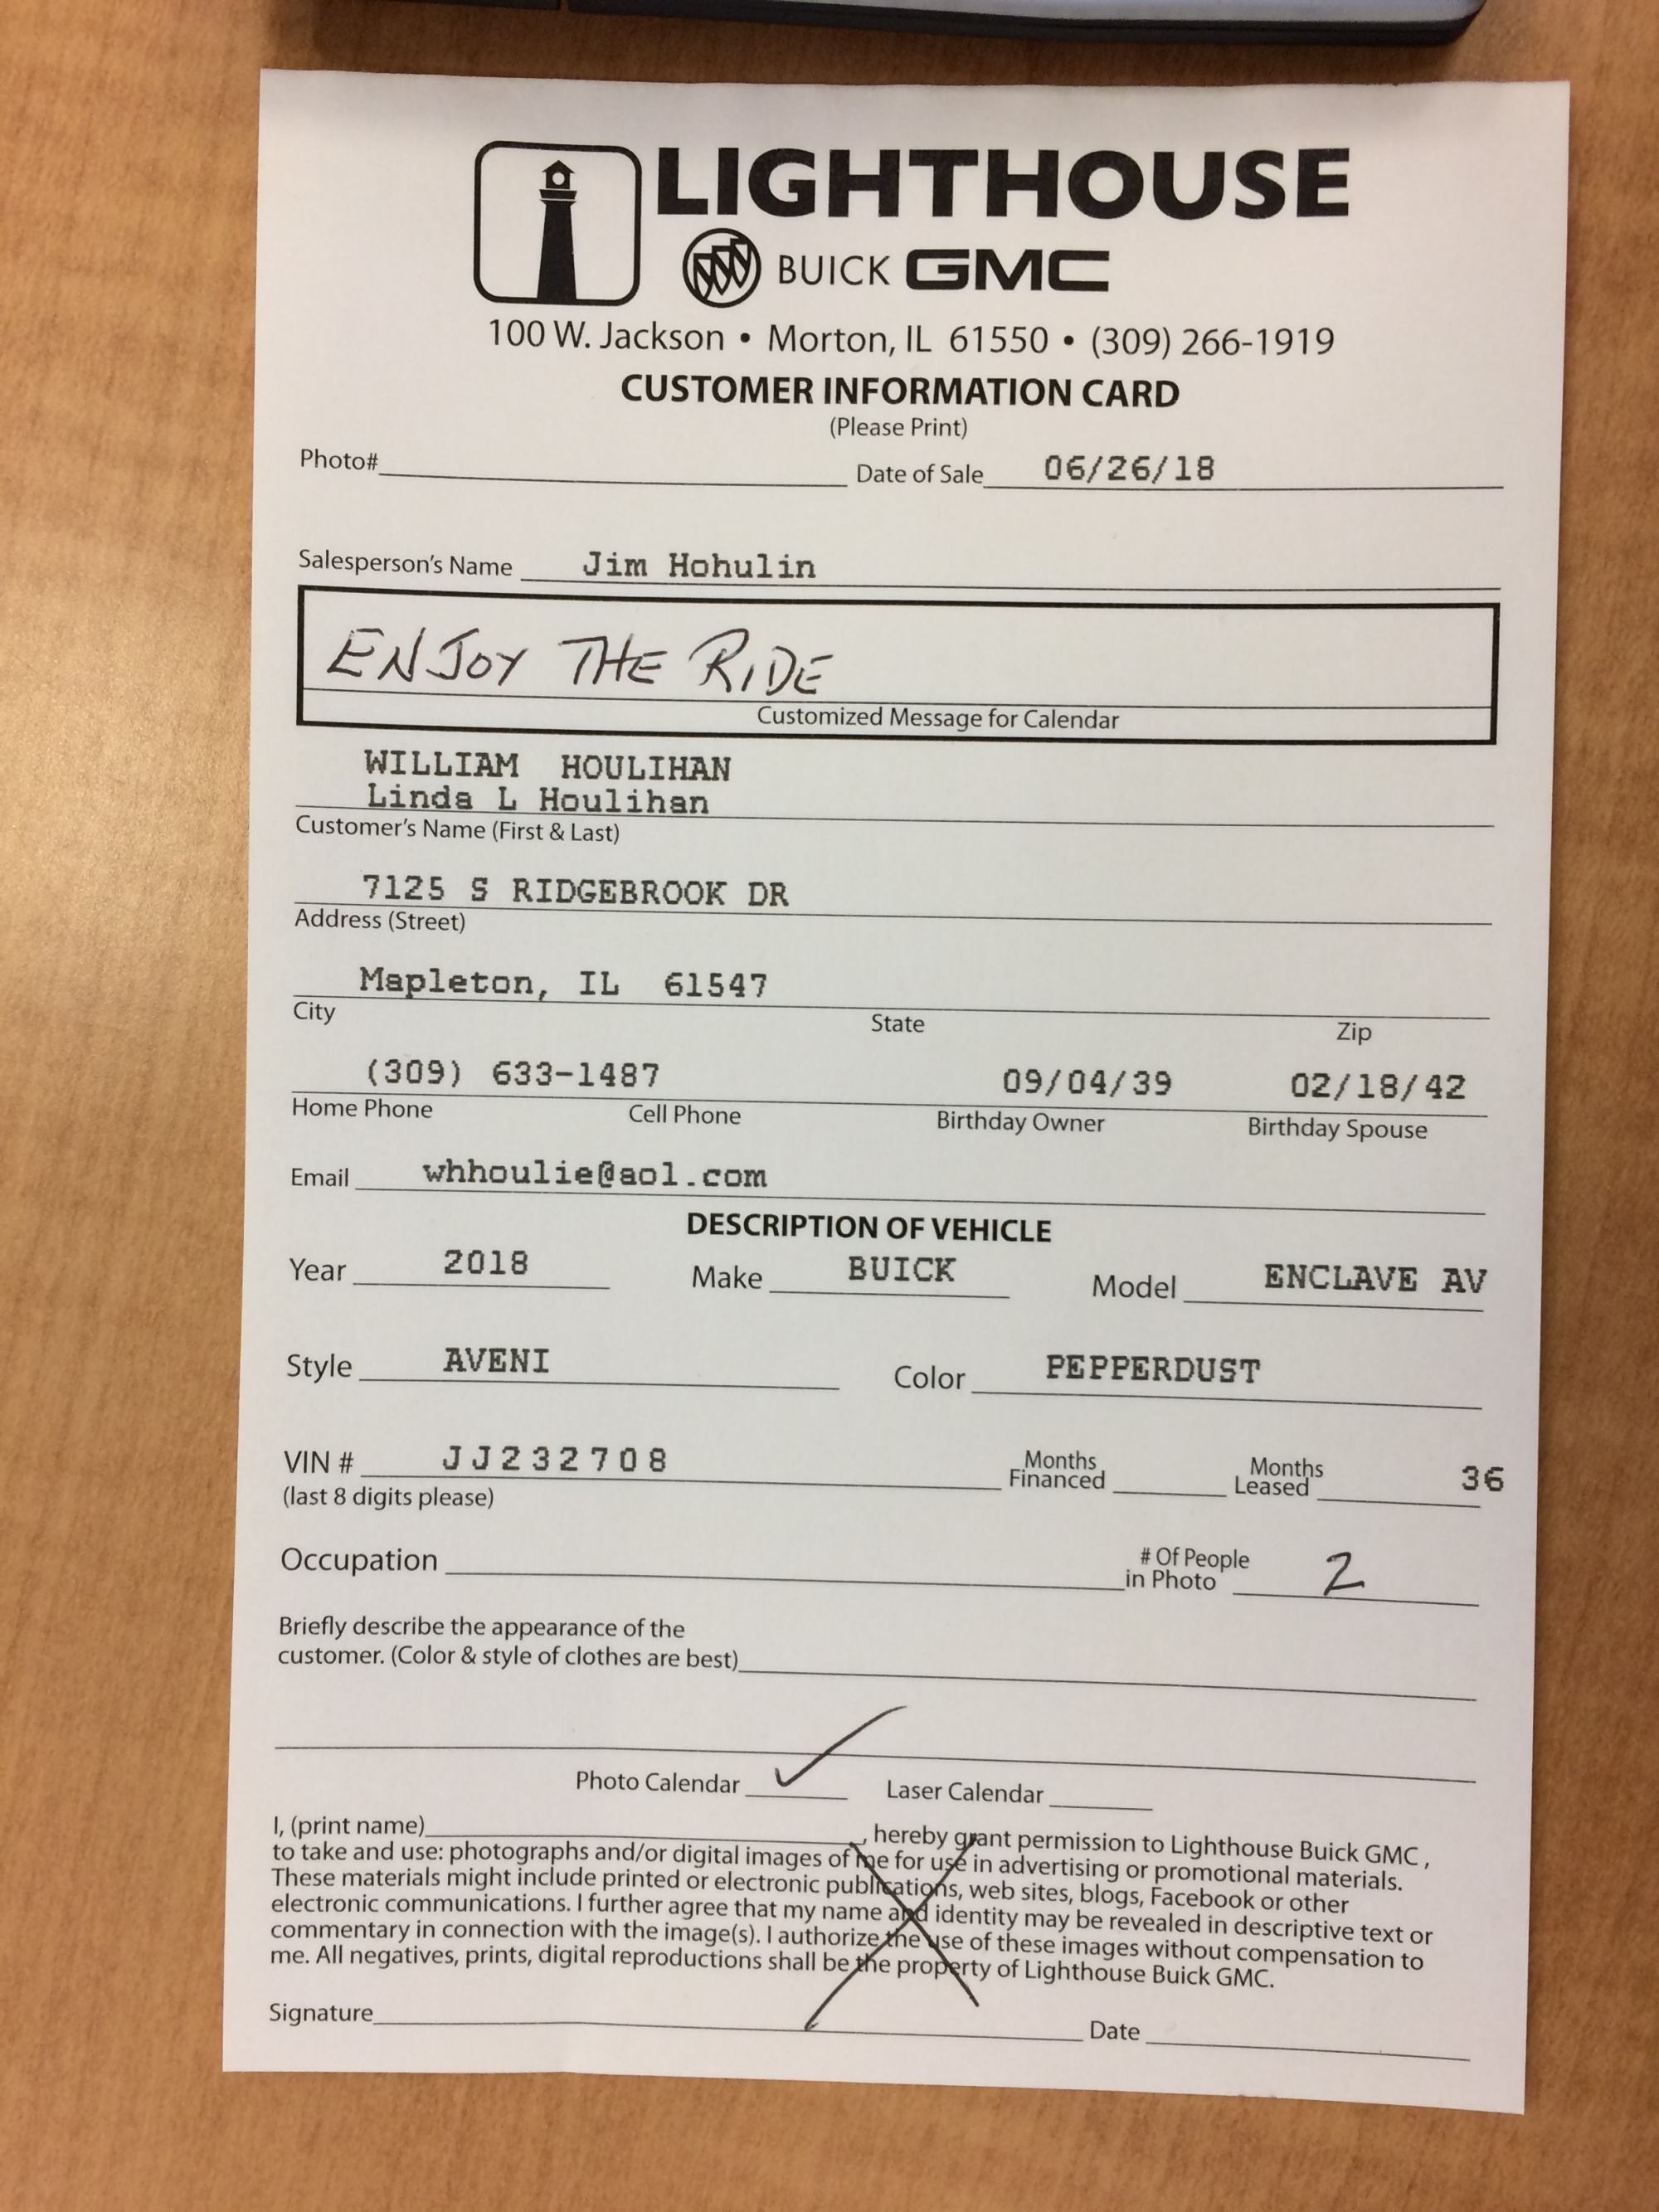 LIGHTHOUSE
BUICK GMC
100 W. Jackson • Morton, IL 61550 • (309) 266-1919
CUSTOMER INFORMATION CARD
(Please Print)
Photo# Date of Sale 06/26/18
Salesperson's Name Jim Hohulin
ENJOY THE RIDE
Customized Message for Calendar
WILLIAM HOULIHAN
Linda L Houlihan
Customer's Name (First & Last)
7125 S RIDGEBROOK DR
Address (Street)
Mapleton, IL 61547
City State Zip
(309) 633-1487 09/04/39 02/18/42
Home Phone Cell Phone Birthday Owner Birthday Spouse
Email whhoulie@aol.com
DESCRIPTION OF VEHICLE
Year 2018 Make BUICK Model ENCLAVE AV
Style AVENI Color PEPPERDUST
VIN # JJ232708 Months Financed Months Leased 36
(last 8 digits please)
Occupation # Of People in Photo 2
Briefly describe the appearance of the
customer. (Color & style of clothes are best)
Photo Calendar ✓ Laser Calendar
I, (print name) , hereby grant permission to Lighthouse Buick GMC ,
to take and use: photographs and/or digital images of me for use in advertising or promotional materials.
These materials might include printed or electronic publications, web sites, blogs, Facebook or other
electronic communications. I further agree that my name and identity may be revealed in descriptive text or
commentary in connection with the image(s). I authorize the use of these images without compensation to
me. All negatives, prints, digital reproductions shall be the property of Lighthouse Buick GMC.
Signature Date